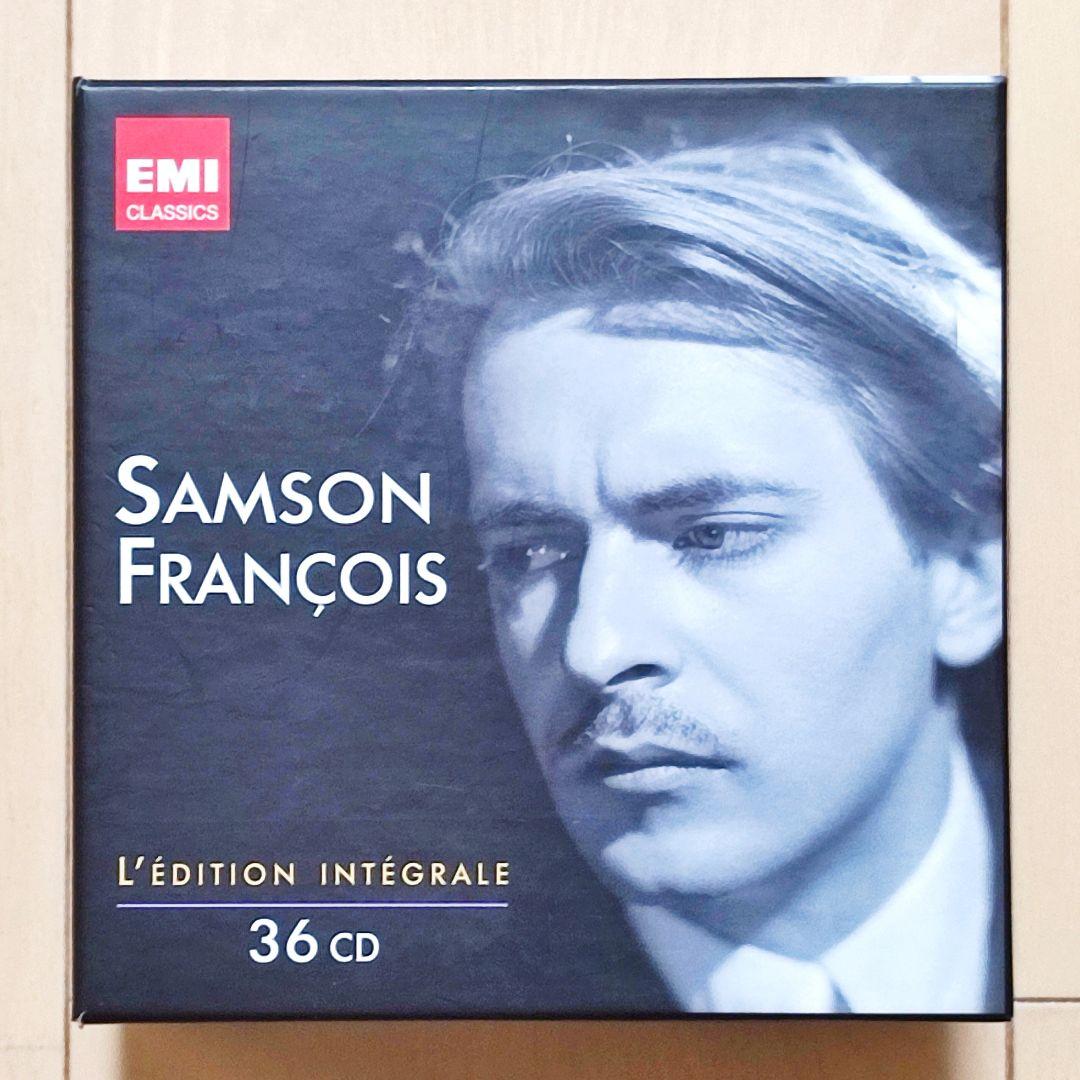 EMI
CLASSICS
SAMSON
FRANÇOIS
L'ÉDITION INTÉGRALE
36 CD